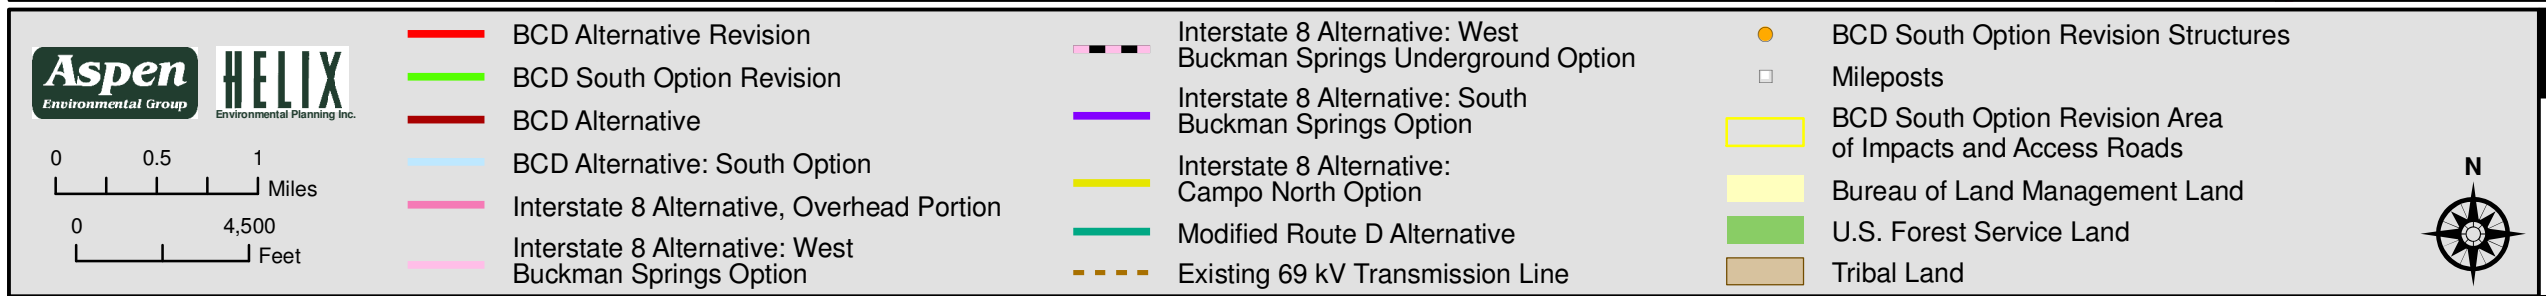 Aspen
Environmental Group
HELIX
Environmental Planning Inc.
0 0.5 1
Miles
0 4,500
Feet
BCD Alternative Revision
BCD South Option Revision
BCD Alternative
BCD Alternative: South Option
Interstate 8 Alternative, Overhead Portion
Interstate 8 Alternative: West
Buckman Springs Option
Interstate 8 Alternative: West
Buckman Springs Underground Option
Interstate 8 Alternative: South
Buckman Springs Option
Interstate 8 Alternative:
Campo North Option
Modified Route D Alternative
Existing 69 kV Transmission Line
BCD South Option Revision Structures
Mileposts
BCD South Option Revision Area
of Impacts and Access Roads
Bureau of Land Management Land
U.S. Forest Service Land
Tribal Land
N